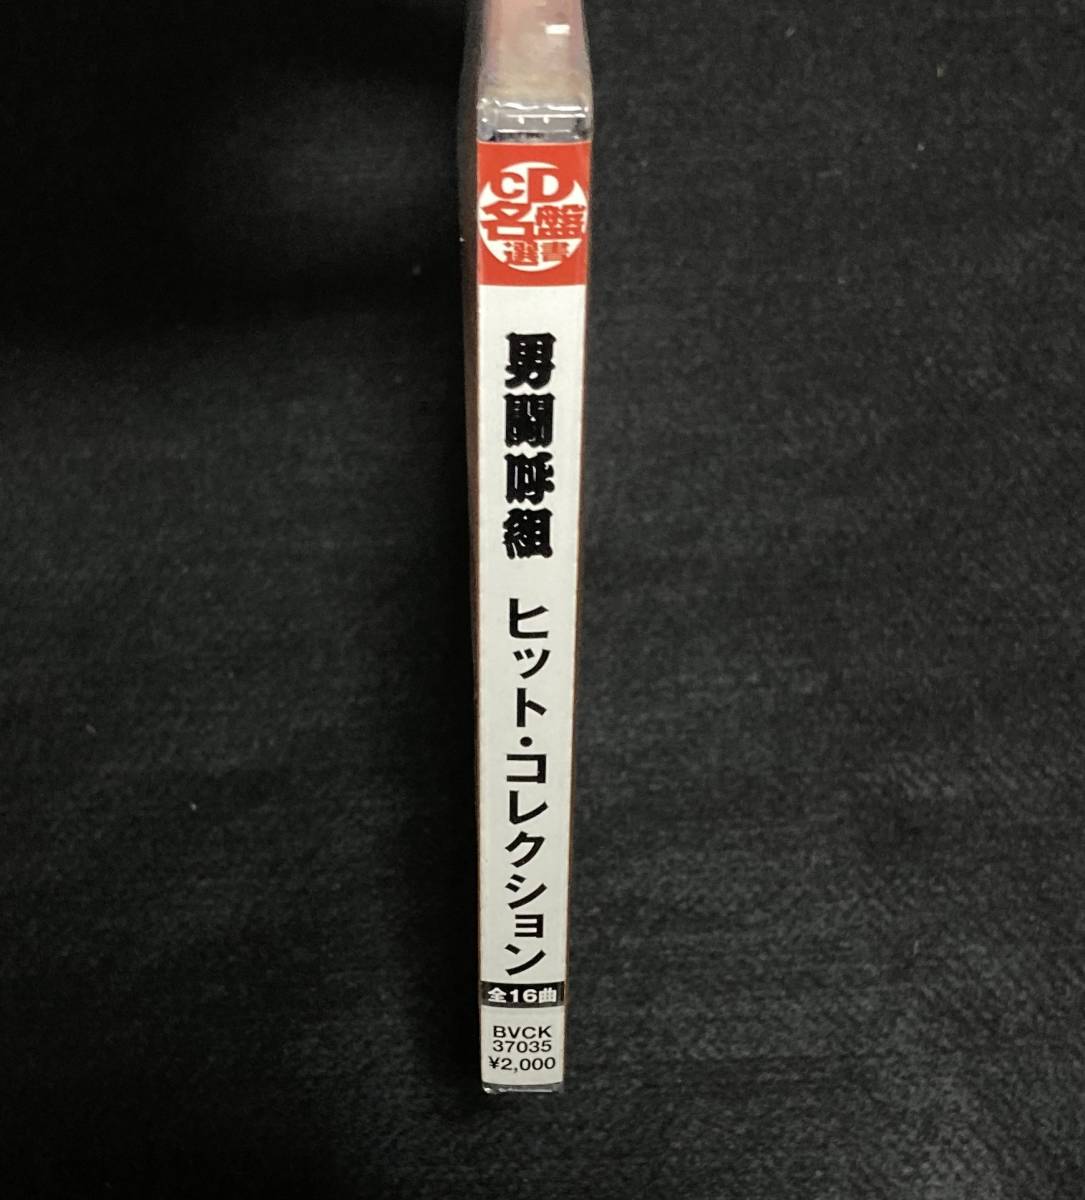 CD
名盤
選書
男闘呼組 ヒット・コレクション
全16曲
BVCK
37035
¥2,000